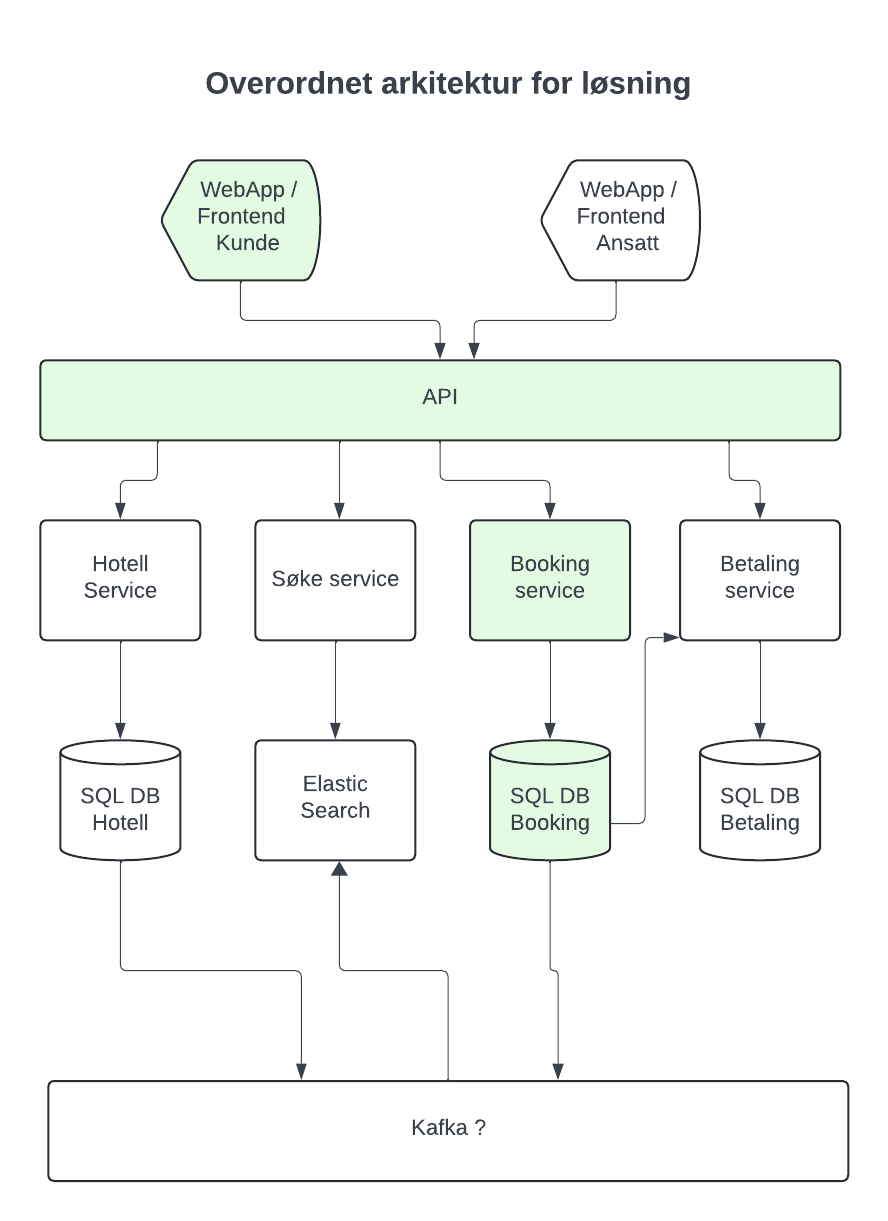 Overordnet arkitektur for løsning
WebApp /
Frontend
Kunde
WebApp /
Frontend
Ansatt
API
Hotell
Service
Søke service
Booking
service
Betaling
service
SQL DB
Hotell
Elastic
Search
SQL DB
Booking
SQL DB
Betaling
Kafka ?